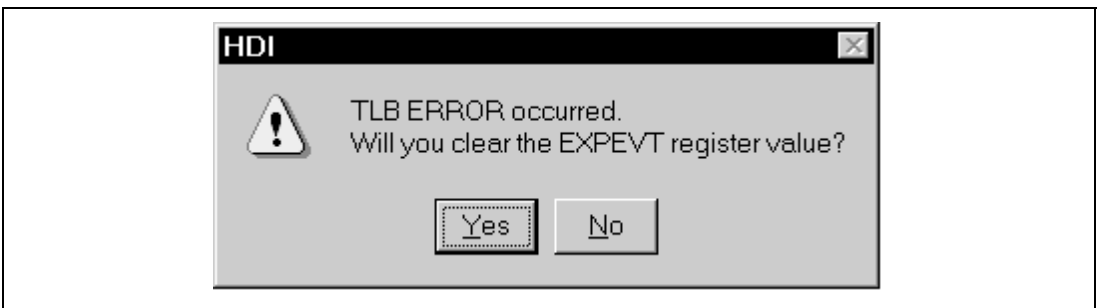 HDI
TLB ERROR occurred.
Will you clear the EXPEVT register value?
Yes
No